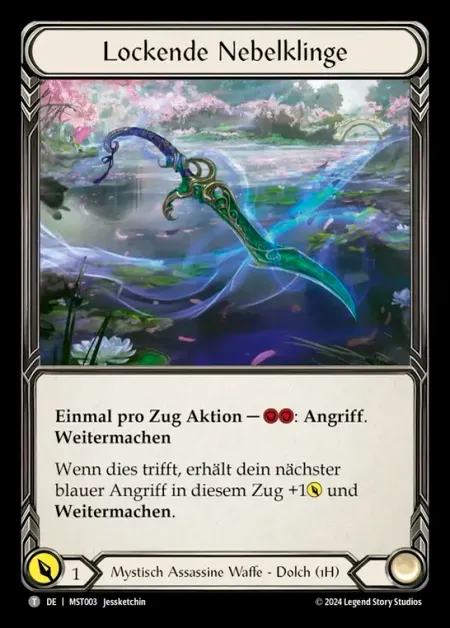 Lockende Nebelklinge
Einmal pro Zug Aktion — : Angriff.
Weitermachen
Wenn dies trifft, erhält dein nächster
blauer Angriff in diesem Zug +1 und
Weitermachen.
1 Mystisch Assassine Waffe - Dolch (1H)
T DE | MST003 Jessketchin © 2024 Legend Story Studios